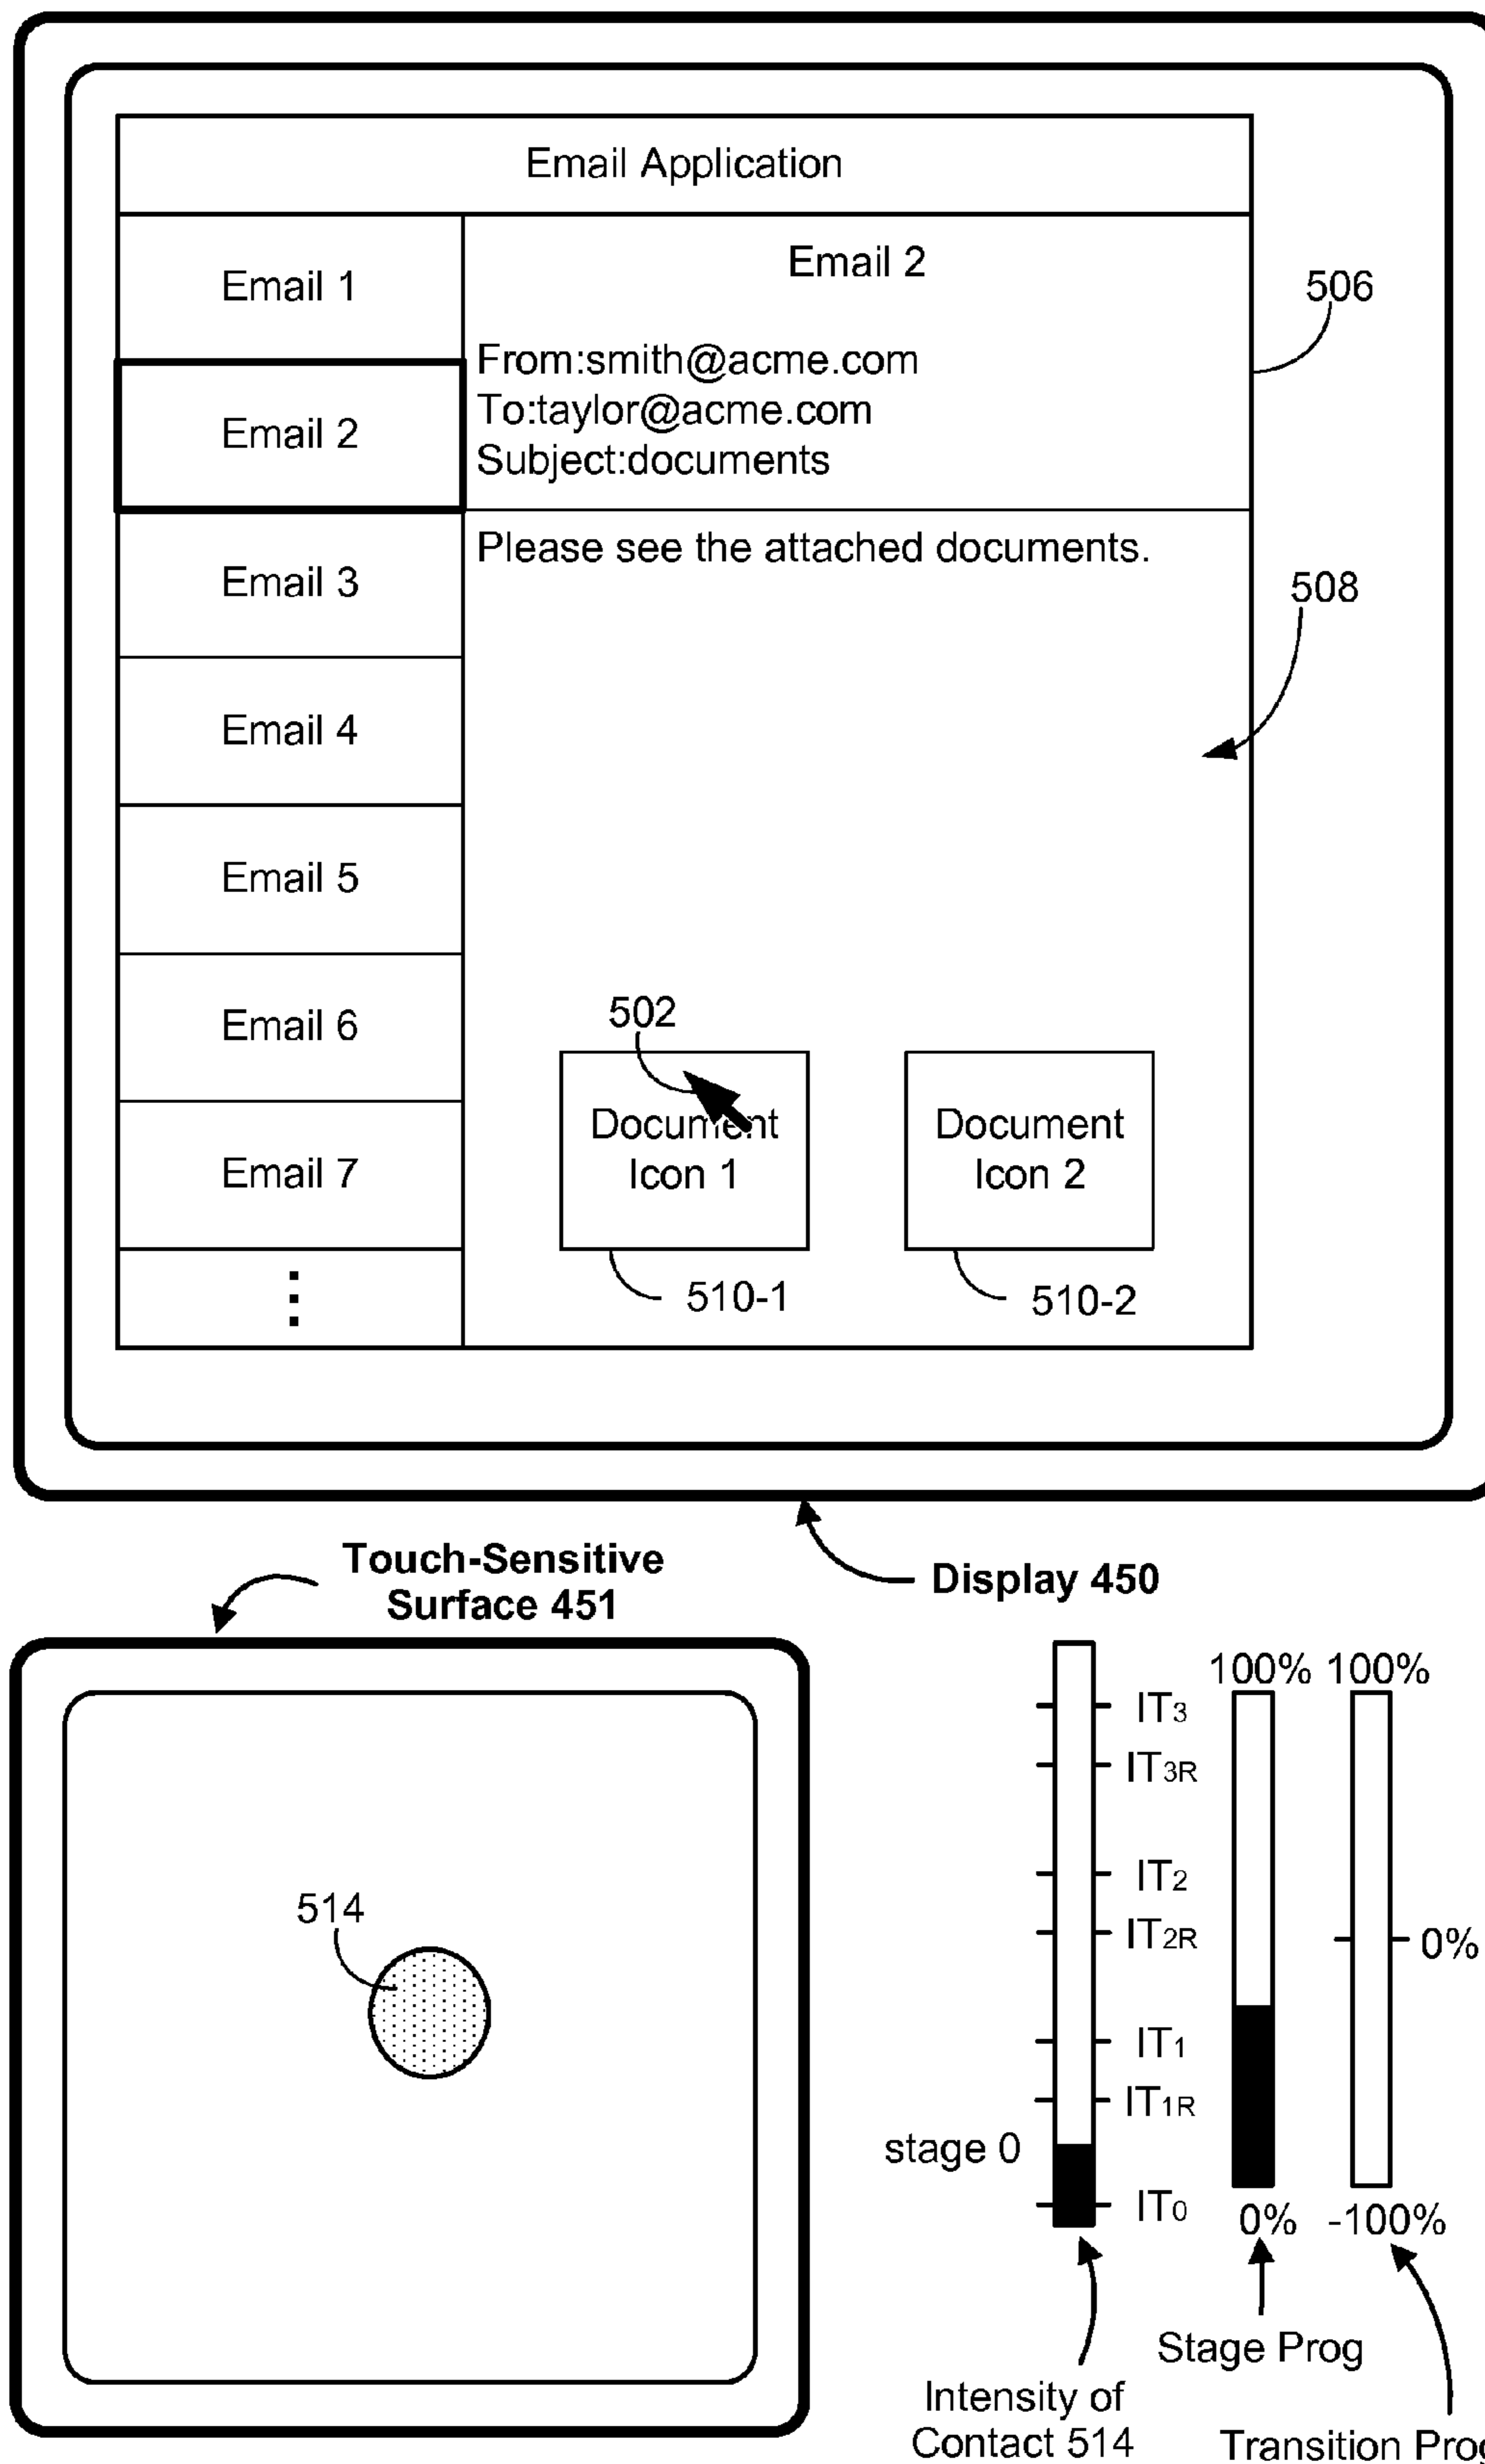 Email Application
Email 1
Email 2
Email 3
Email 4
Email 5
Email 6
Email 7
Email 2
From:smith@acme.com
To:taylor@acme.com
Subject:documents
Please see the attached documents.
506
508
502
Document
Icon 1
Document
Icon 2
510-1
510-2
Touch-Sensitive
Surface 451
Display 450
514
IT3
IT3R
IT2
IT2R
IT1
IT1R
stage 0
IT0
100% 100%
0%
0% -100%
Intensity of
Contact 514
Stage Prog
Transition Prog